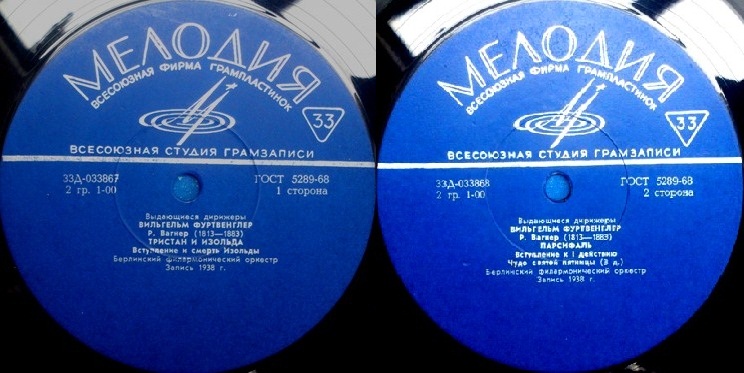 МЕЛОДИЯ
ВСЕСОЮЗНАЯ ФИРМА ГРАМПЛАСТИНОК
33
ВСЕСОЮЗНАЯ СТУДИЯ ГРАМЗАПИСИ
33Д-033867
ГОСТ 5289-68
2 гр. 1-00
1 сторона
Выдающиеся дирижеры
ВИЛЬГЕЛЬМ ФУРТВЕНГЛЕР
Р. Вагнер (1813—1883)
ТРИСТАН И ИЗОЛЬДА
Вступление и смерть Изольды
Берлинский филармонический оркестр
Запись 1938 г.
МЕЛОДИЯ
ВСЕСОЮЗНАЯ ФИРМА ГРАМПЛАСТИНОК
33
ВСЕСОЮЗНАЯ СТУДИЯ ГРАМЗАПИСИ
33Д-033868
ГОСТ 5289-68
2 гр. 1-00
2 сторона
Выдающиеся дирижеры
ВИЛЬГЕЛЬМ ФУРТВЕНГЛЕР
Р. Вагнер (1813—1883)
ПАРСИФАЛЬ
Вступление к I действию
Чудо святой пятницы (3 д.)
Берлинский филармонический оркестр
Запись 1938 г.